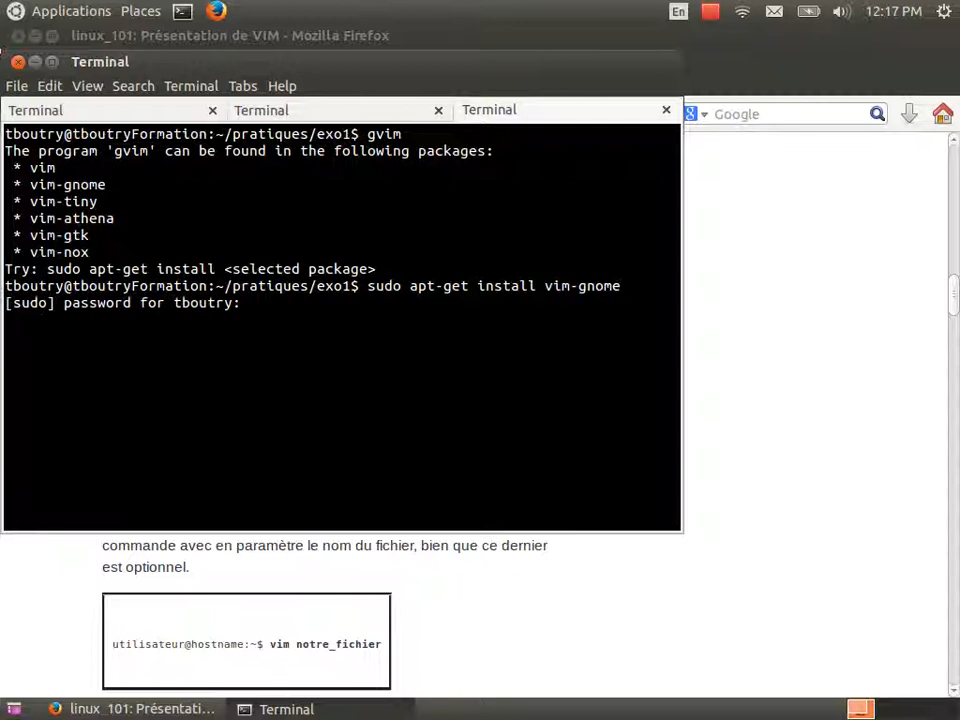 Applications Places En 12:17 PM
linux_101: Présentation de VIM - Mozilla Firefox
Terminal
File Edit View Search Terminal Tabs Help
Terminal × Terminal × Terminal ×
Google
tboutry@tboutryFormation:~/pratiques/exo1$ gvim
The program 'gvim' can be found in the following packages:
* vim
* vim-gnome
* vim-tiny
* vim-athena
* vim-gtk
* vim-nox
Try: sudo apt-get install <selected package>
tboutry@tboutryFormation:~/pratiques/exo1$ sudo apt-get install vim-gnome
[sudo] password for tboutry:
commande avec en paramètre le nom du fichier, bien que ce dernier
est optionnel.
utilisateur@hostname:~$ vim notre_fichier
linux_101: Présentati... Terminal